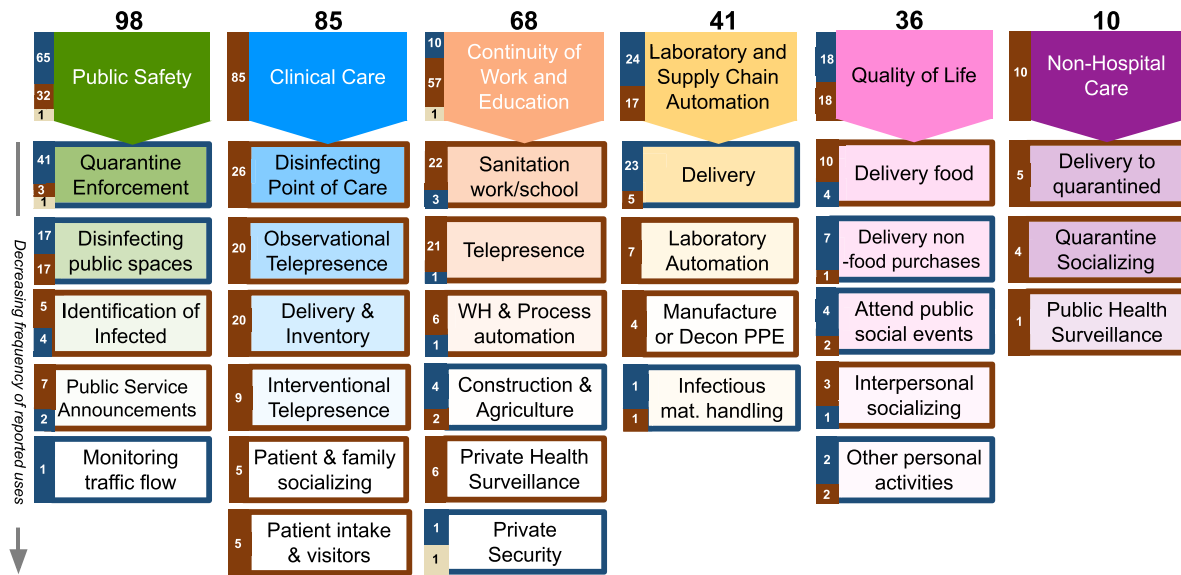 98
65
32
1
Public Safety
41
3
1
Quarantine
Enforcement
17
17
Disinfecting
public spaces
5
4
Identification of
Infected
7
2
Public Service
Announcements
1
Monitoring
traffic flow
85
85
Clinical Care
26
Disinfecting
Point of Care
20
Observational
Telepresence
20
Delivery &
Inventory
9
Interventional
Telepresence
5
Patient & family
socializing
5
Patient intake
& visitors
68
10
57
1
Continuity of
Work and
Education
22
3
Sanitation
work/school
21
1
Telepresence
6
1
WH & Process
automation
4
2
Construction &
Agriculture
6
Private Health
Surveillance
1
1
Private
Security
41
24
17
Laboratory and
Supply Chain
Automation
23
5
Delivery
7
Laboratory
Automation
4
Manufacture
or Decon PPE
1
1
Infectious
mat. handling
36
18
18
Quality of Life
10
4
Delivery food
7
1
Delivery non
-food purchases
4
2
Attend public
social events
3
1
Interpersonal
socializing
2
2
Other personal
activities
10
10
Non-Hospital
Care
5
Delivery to
quarantined
4
Quarantine
Socializing
1
Public Health
Surveillance
Decreasing frequency of reported uses